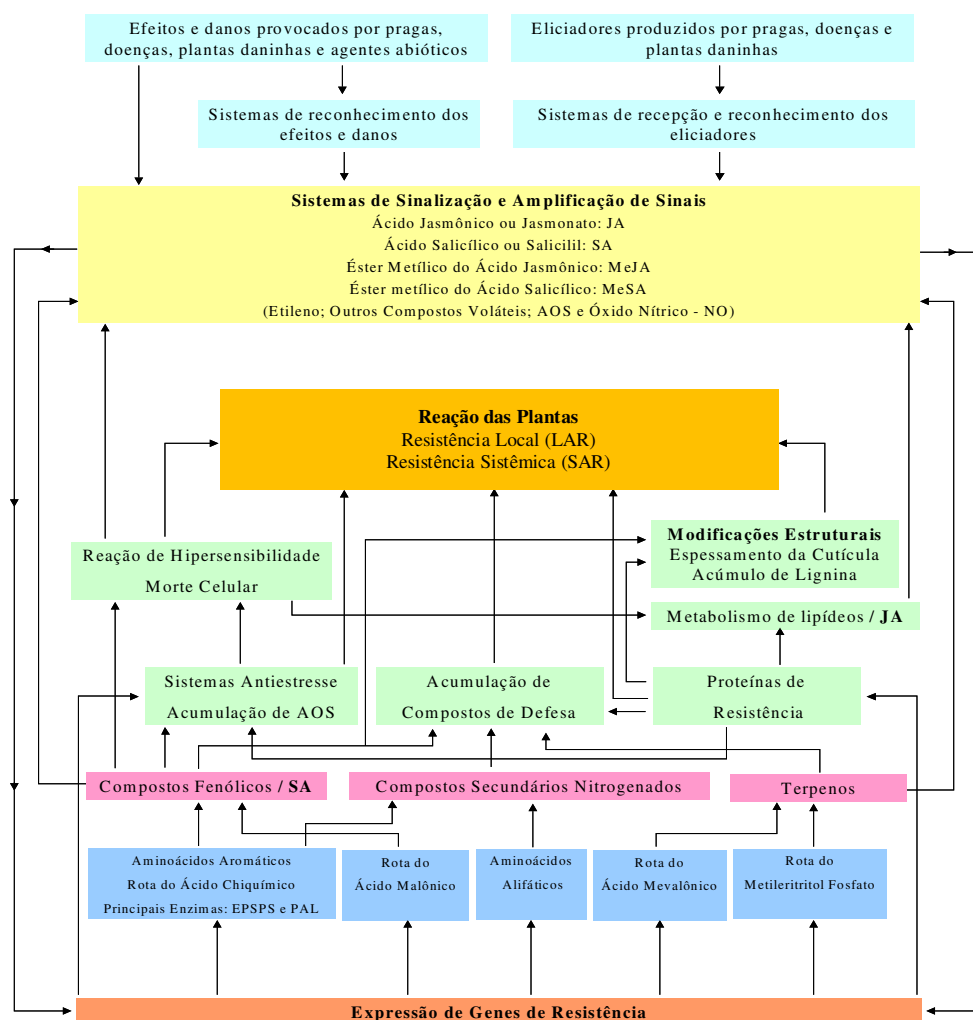 Efeitos e danos provocados por pragas,
doenças, plantas daninhas e agentes abióticos
Eliciadores produzidos por pragas, doenças e
plantas daninhas
Sistemas de reconhecimento dos
efeitos e danos
Sistemas de recepção e reconhecimento dos
eliciadores
Sistemas de Sinalização e Amplificação de Sinais
Ácido Jasmônico ou Jasmonato: JA
Ácido Salicílico ou Salicilil: SA
Éster Metílico do Ácido Jasmônico: MeJA
Éster metílico do Ácido Salicílico: MeSA
(Etileno; Outros Compostos Voláteis; AOS e Óxido Nítrico - NO)
Reação das Plantas
Resistência Local (LAR)
Resistência Sistêmica (SAR)
Reação de Hipersensibilidade
Morte Celular
Modificações Estruturais
Espessamento da Cutícula
Acúmulo de Lignina
Metabolismo de lipídeos / JA
Sistemas Antiestresse
Acumulação de AOS
Acumulação de
Compostos de Defesa
Proteínas de
Resistência
Compostos Fenólicos / SA
Compostos Secundários Nitrogenados
Terpenos
Aminoácidos Aromáticos
Rota do Ácido Chiquímico
Principais Enzimas: EPSPS e PAL
Rota do
Ácido Malônico
Aminoácidos
Alifáticos
Rota do
Ácido Mevalônico
Rota do
Metileritritol Fosfato
Expressão de Genes de Resistência